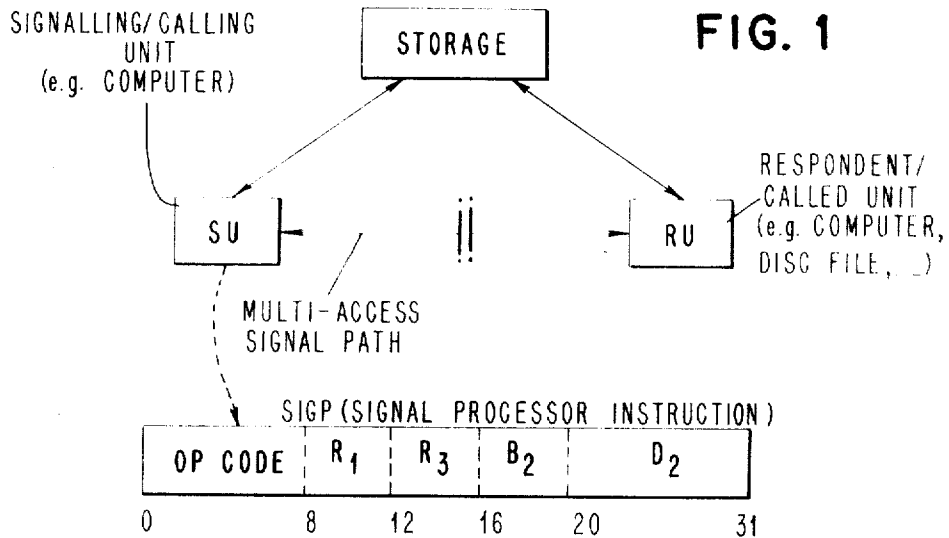 FIG. 1
SIGNALLING/CALLING
UNIT
(e.g. COMPUTER)
STORAGE
SU
RU
RESPONDENT/
CALLED UNIT
(e.g. COMPUTER,
DISC FILE, _)
MULTI-ACCESS
SIGNAL PATH
SIGP (SIGNAL PROCESSOR INSTRUCTION)
OP CODE R1 R3 B2 D2
0 8 12 16 20 31